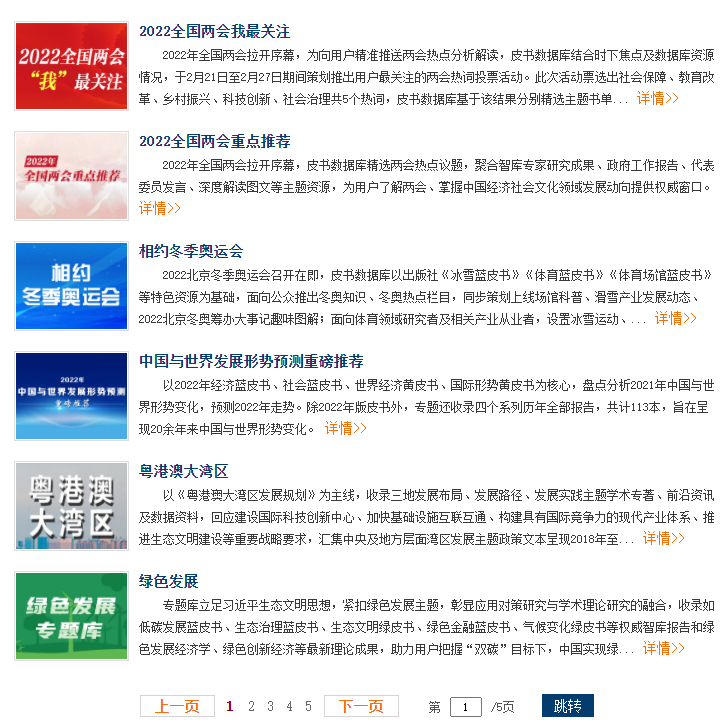 2022全国两会
“我”最关注
2022全国两会我最关注
2022年全国两会拉开序幕，为向用户精准推送两会热点分析解读，皮书数据库结合时下焦点及数据库资源
情况，于2月21日至2月27日期间策划推出用户最关注的两会热词投票活动。此次活动票选出社会保障、教育改
革、乡村振兴、科技创新、社会治理共5个热词，皮书数据库基于该结果分别精选主题书单... 详情>>
2022年
全国两会重点推荐
2022全国两会重点推荐
2022年全国两会拉开序幕，皮书数据库精选两会热点议题，聚合智库专家研究成果、政府工作报告、代表
委员发言、深度解读图文等主题资源，为用户了解两会、掌握中国经济社会文化领域发展动向提供权威窗口。
详情>>
相约
冬季奥运会
相约冬季奥运会
2022北京冬季奥运会召开在即，皮书数据库以出版社《冰雪蓝皮书》《体育蓝皮书》《体育场馆蓝皮书》
等特色资源为基础，面向公众推出冬奥知识、冬奥热点栏目，同步策划上线场馆科普、滑雪产业发展动态、
2022北京冬奥筹办大事记趣味图解；面向体育领域研究者及相关产业从业者，设置冰雪运动、... 详情>>
2022年
中国与世界发展形势预测
重磅推荐
中国与世界发展形势预测重磅推荐
以2022年经济蓝皮书、社会蓝皮书、世界经济黄皮书、国际形势黄皮书为核心，盘点分析2021年中国与世
界形势变化，预测2022年走势。除2022年版皮书外，专题还收录四个系列历年全部报告，共计113本，旨在呈
现20余年来中国与世界形势变化。 详情>>
粤港澳
大湾区
粤港澳大湾区
以《粤港澳大湾区发展规划》为主线，收录三地发展布局、发展路径、发展实践主题学术专著、前沿资讯
及数据资料，回应建设国际科技创新中心、加快基础设施互联互通、构建具有国际竞争力的现代产业体系、推
进生态文明建设等重要战略要求，汇集中央及地方层面湾区发展主题政策文本呈现2018年至... 详情>>
绿色发展
专题库
绿色发展
专题库立足习近平生态文明思想，紧扣绿色发展主题，彰显应用对策研究与学术理论研究的融合，收录如
低碳发展蓝皮书、生态治理蓝皮书、生态文明绿皮书、绿色金融蓝皮书、气候变化绿皮书等权威智库报告和绿
色发展经济学、绿色创新经济等最新理论成果，助力用户把握“双碳”目标下，中国实现绿... 详情>>
上一页 1 2 3 4 5 下一页 第 1 /5页 跳转